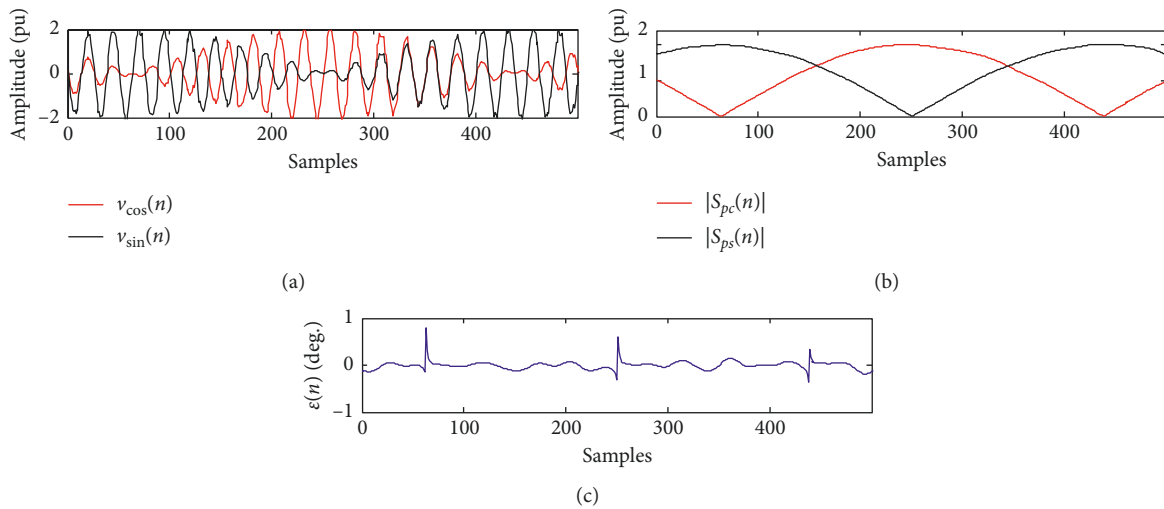 Amplitude (pu)
2
0
−2
0 100 200 300 400
Samples
v_cos(n)
v_sin(n)
(a)
Amplitude (pu)
2
1
0
0 100 200 300 400
Samples
|S_pc(n)|
|S_ps(n)|
(b)
ε(n) (deg.)
1
0
−1
0 100 200 300 400
Samples
(c)